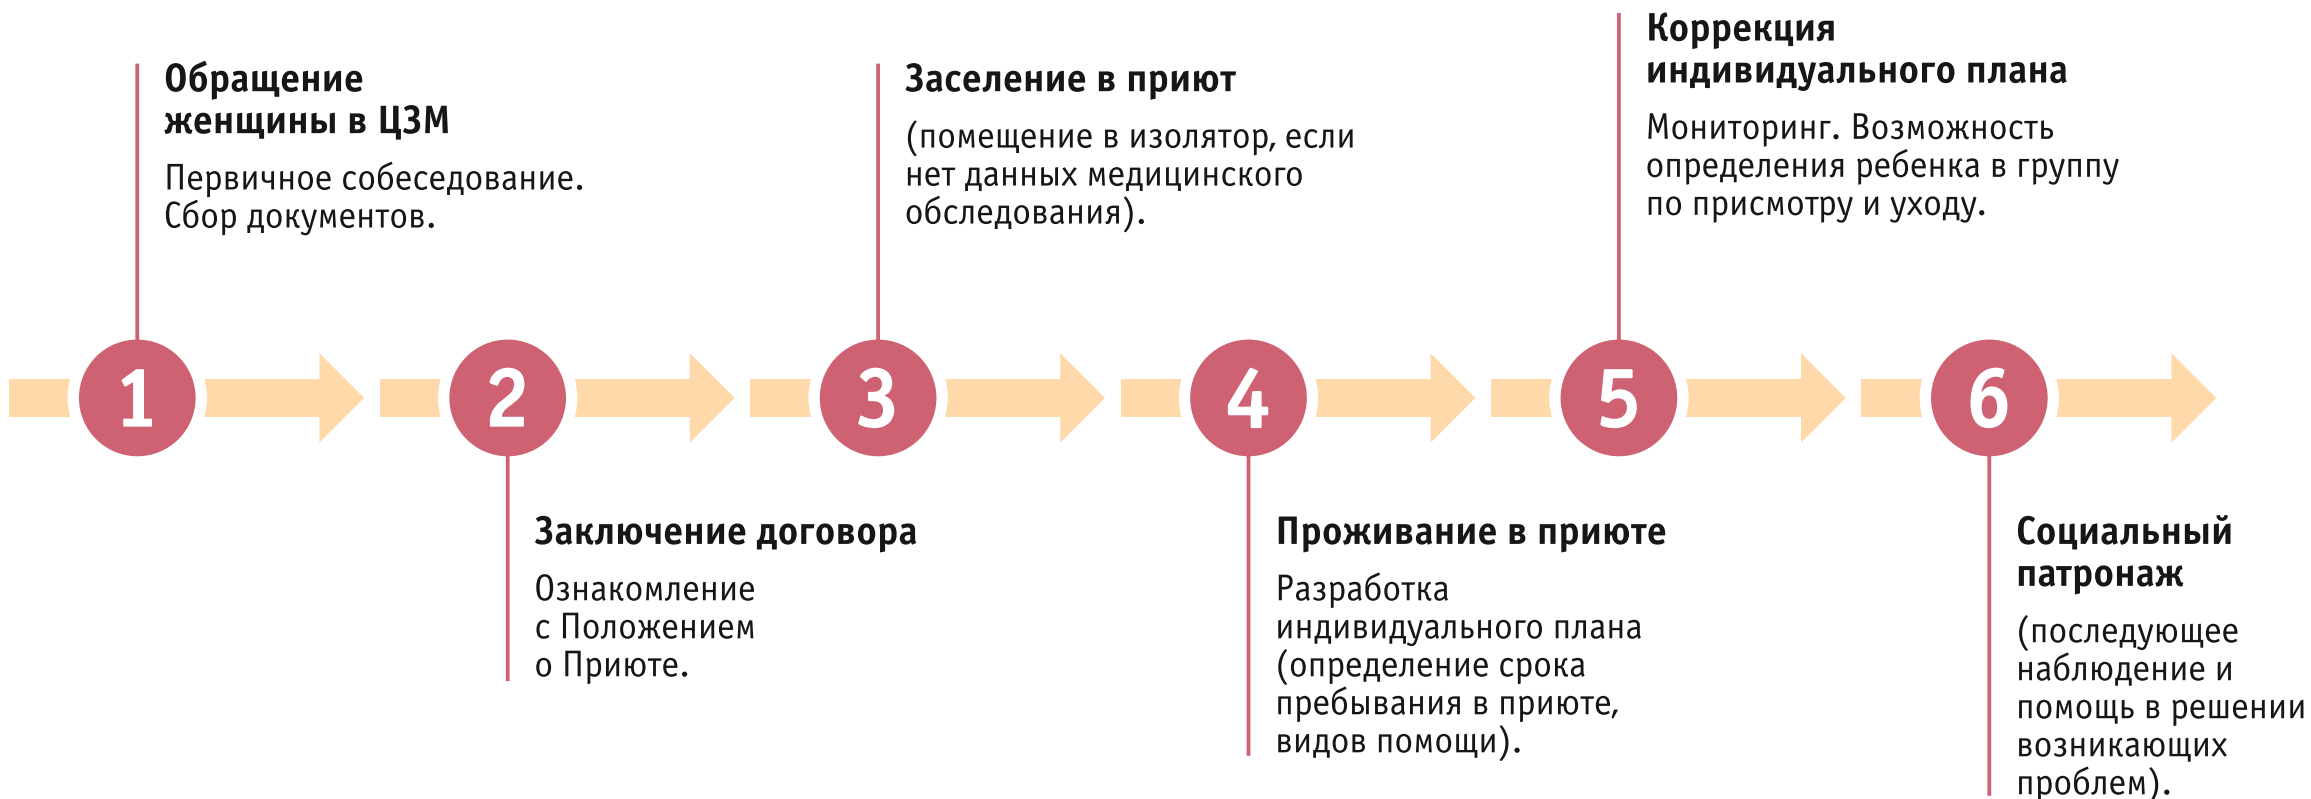 1
Обращение
женщины в ЦЗМ
Первичное собеседование.
Сбор документов.
2
Заключение договора
Ознакомление
с Положением
о Приюте.
3
Заселение в приют
(помещение в изолятор, если
нет данных медицинского
обследования).
4
Проживание в приюте
Разработка
индивидуального плана
(определение срока
пребывания в приюте,
видов помощи).
5
Коррекция
индивидуального плана
Мониторинг. Возможность
определения ребенка в группу
по присмотру и уходу.
6
Социальный
патронаж
(последующее
наблюдение и
помощь в решении
возникающих
проблем).